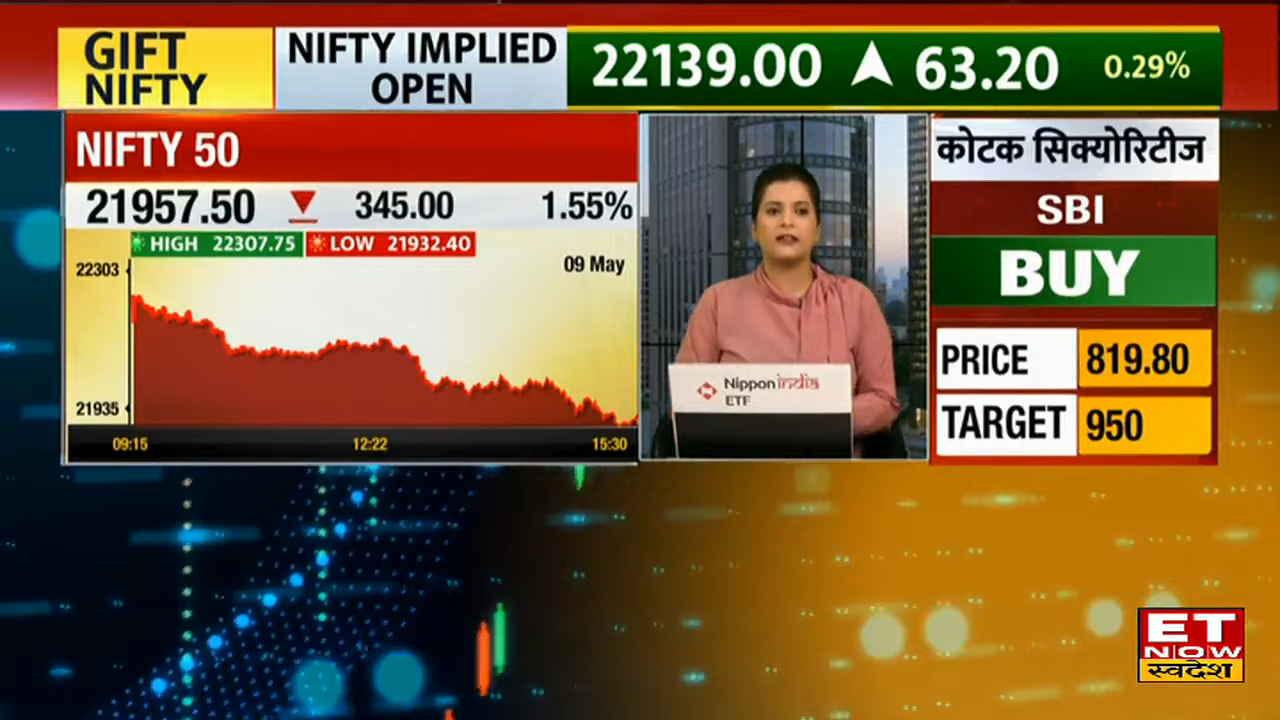 GIFT
NIFTY
NIFTY IMPLIED
OPEN
22139.00 63.20 0.29%
NIFTY 50
21957.50 345.00 1.55%
HIGH 22307.75 LOW 21932.40
09 May
22303
21935
09:15 12:22 15:30
Nippon india
ETF
कोटक सिक्योरिटीज
SBI
BUY
PRICE 819.80
TARGET 950
ET
NOW
स्वदेश